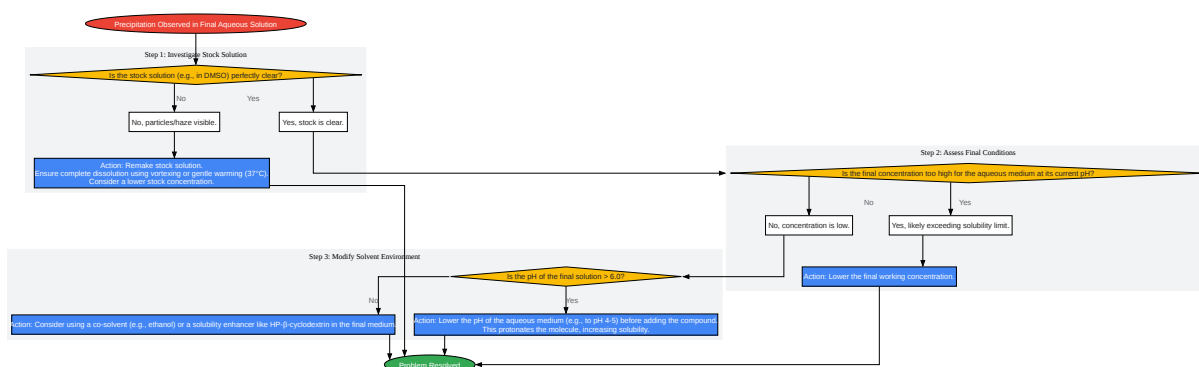 Precipitation Observed in Final Aqueous Solution
Step 1: Investigate Stock Solution
Is the stock solution (e.g., in DMSO) perfectly clear?
No
Yes
No, particles/haze visible.
Yes, stock is clear.
Action: Remake stock solution.
Ensure complete dissolution using vortexing or gentle warming (37°C).
Consider a lower stock concentration.
Step 2: Assess Final Conditions
Is the final concentration too high for the aqueous medium at its current pH?
No
Yes
No, concentration is low.
Yes, likely exceeding solubility limit.
Action: Lower the final working concentration.
Step 3: Modify Solvent Environment
Is the pH of the final solution > 6.0?
No
Yes
Action: Consider using a co-solvent (e.g., ethanol) or a solubility enhancer like HP-β-cyclodextrin in the final medium.
Action: Lower the pH of the aqueous medium (e.g., to pH 4-5) before adding the compound.
This protonates the molecule, increasing solubility.
Problem Resolved